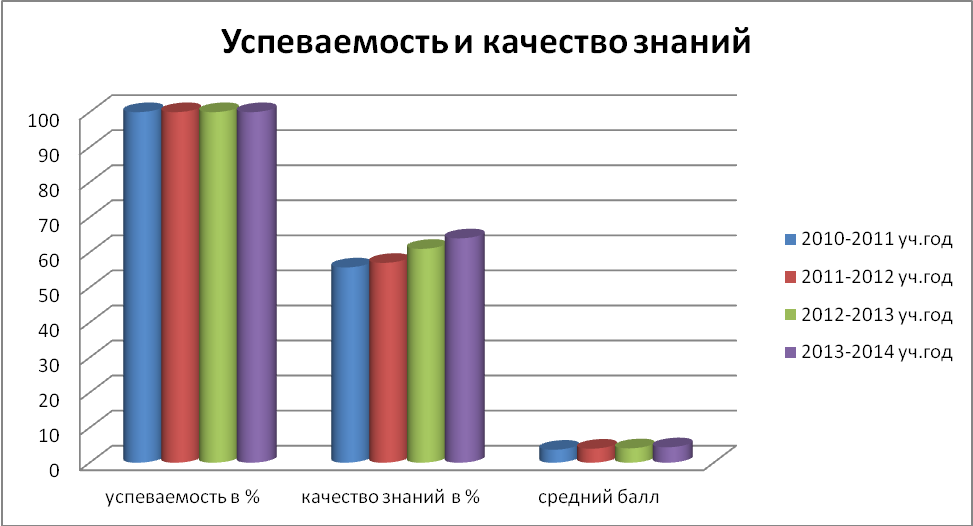 Успеваемость и качество знаний
100
90
80
70
60
50
40
30
20
10
0
успеваемость в %
качество знаний в %
средний балл
2010-2011 уч.год
2011-2012 уч.год
2012-2013 уч.год
2013-2014 уч.год